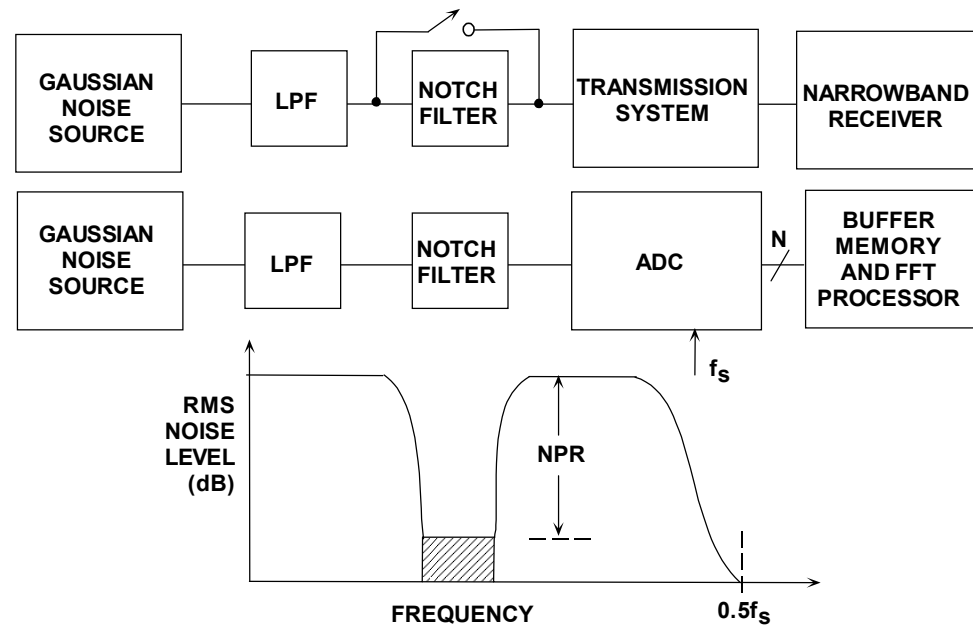 GAUSSIAN
NOISE
SOURCE
LPF
NOTCH
FILTER
TRANSMISSION
SYSTEM
NARROWBAND
RECEIVER
GAUSSIAN
NOISE
SOURCE
LPF
NOTCH
FILTER
ADC
N
BUFFER
MEMORY
AND FFT
PROCESSOR
fs
RMS
NOISE
LEVEL
(dB)
NPR
FREQUENCY
0.5fs